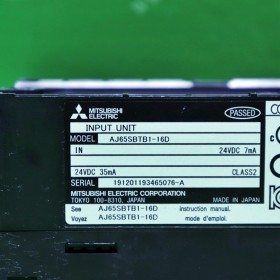 MITSUBISHI
ELECTRIC
PASSED
INPUT UNIT
MODEL AJ65SBTB1-16D
IN 24VDC 7mA
24VDC 35mA CLASS2
SERIAL 191201193465076-A
MITSUBISHI ELECTRIC CORPORATION
TOKYO 100-8310, JAPAN MADE IN JAPAN
See AJ65SBTB1-16D instruction manual.
Voyez AJ65SBTB1-16D mode d'emploi.